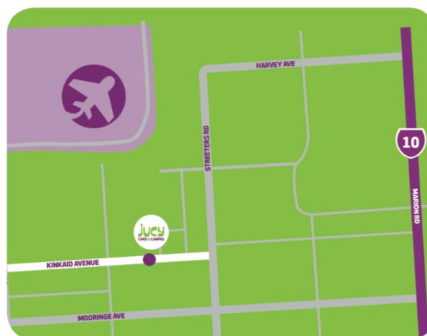 HARVEY AVE
STREETERS RD
10
MARION RD
jucy
CARS & CAMPERS
KINKAID AVENUE
MOORINGE AVE